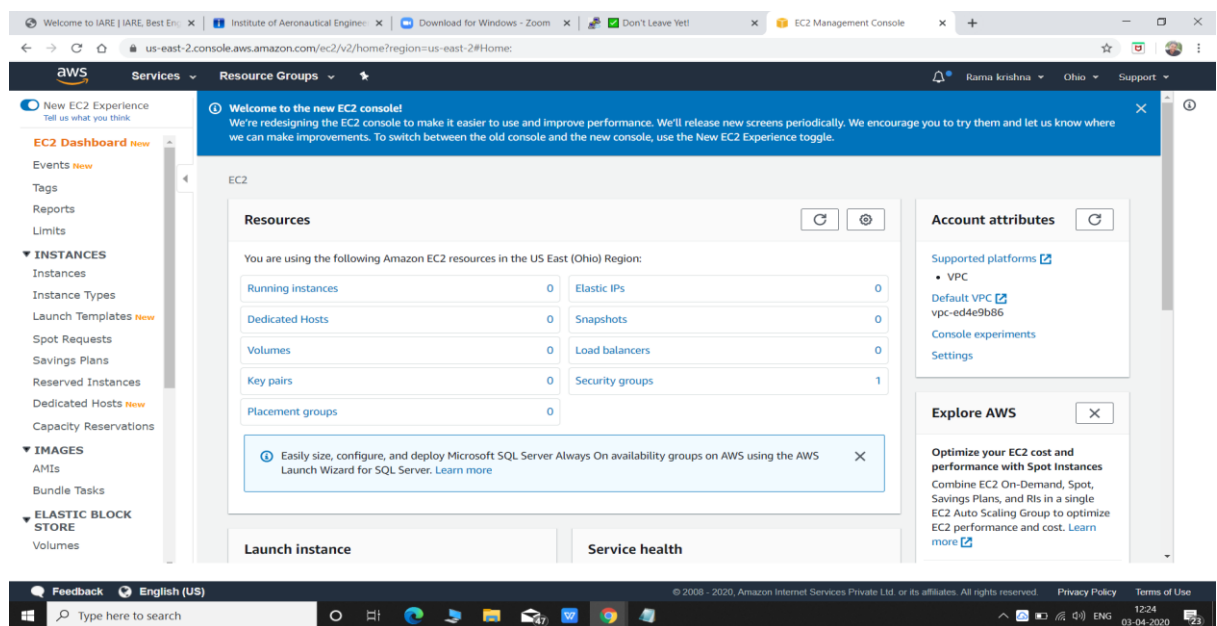 Welcome to IARE | IARE, Best Eng
Institute of Aeronautical Engineer
Download for Windows - Zoom
Don't Leave Yet!
EC2 Management Console
us-east-2.console.aws.amazon.com/ec2/v2/home?region=us-east-2#Home:
aws
Services
Resource Groups
Rama krishna
Ohio
Support
New EC2 Experience
Tell us what you think
EC2 Dashboard New
Events New
Tags
Reports
Limits
INSTANCES
Instances
Instance Types
Launch Templates New
Spot Requests
Savings Plans
Reserved Instances
Dedicated Hosts New
Capacity Reservations
IMAGES
AMIs
Bundle Tasks
ELASTIC BLOCK
STORE
Volumes
Welcome to the new EC2 console!
We're redesigning the EC2 console to make it easier to use and improve performance. We'll release new screens periodically. We encourage you to try them and let us know where
we can make improvements. To switch between the old console and the new console, use the New EC2 Experience toggle.
EC2
Resources
You are using the following Amazon EC2 resources in the US East (Ohio) Region:
Running instances 0
Elastic IPs 0
Dedicated Hosts 0
Snapshots 0
Volumes 0
Load balancers 0
Key pairs 0
Security groups 1
Placement groups 0
Easily size, configure, and deploy Microsoft SQL Server Always On availability groups on AWS using the AWS
Launch Wizard for SQL Server. Learn more
Launch instance
Service health
Account attributes
Supported platforms
• VPC
Default VPC
vpc-ed4e9b86
Console experiments
Settings
Explore AWS
Optimize your EC2 cost and
performance with Spot Instances
Combine EC2 On-Demand, Spot,
Savings Plans, and RIs in a single
EC2 Auto Scaling Group to optimize
EC2 performance and cost. Learn
more
Feedback
English (US)
© 2008 - 2020, Amazon Internet Services Private Ltd. or its affiliates. All rights reserved.
Privacy Policy
Terms of Use
Type here to search
47
ENG
12:24
03-04-2020
23